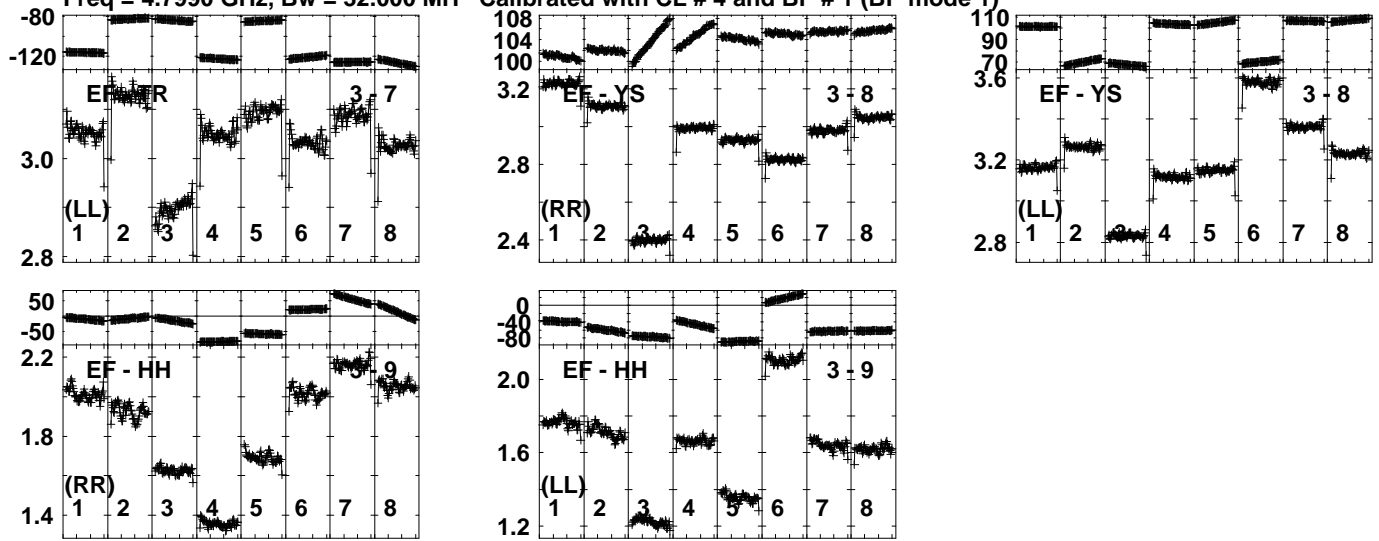 Freq = 4.7990 GHz, Bw = 32.000 MH Calibrated with CL # 4 and BP # 1 (BP mode 1)
-80
-120
EF - TR 3 - 7
3.0
(LL)
1 2 3 4 5 6 7 8
2.8
108
104
100
3.2
EF - YS 3 - 8
2.8
(RR)
1 2 3 4 5 6 7 8
2.4
110
90
70
3.6
EF - YS 3 - 8
3.2
(LL)
1 2 3 4 5 6 7 8
2.8
50
-50
2.2
EF - HH 3 - 9
1.8
(RR)
1 2 3 4 5 6 7 8
1.4
0
-40
-80
EF - HH 3 - 9
2.0
1.6
(LL)
1 2 3 4 5 6 7 8
1.2